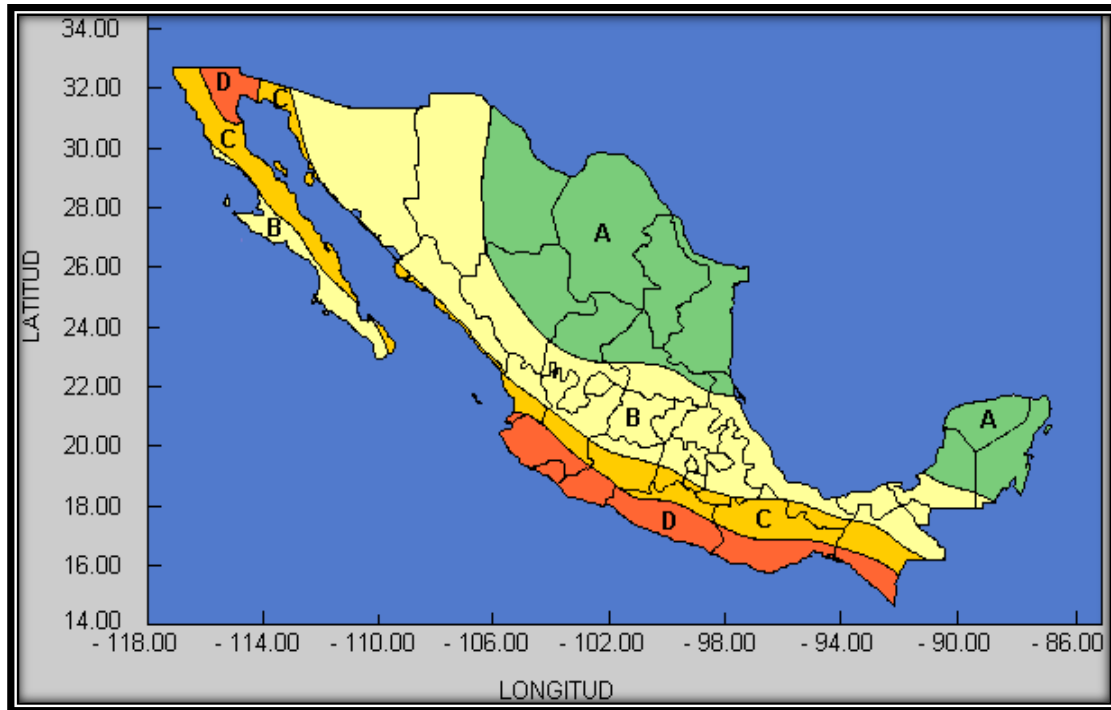 34.00
32.00
30.00
28.00
26.00
24.00
22.00
20.00
18.00
16.00
14.00
LATITUD
D
C
C
B
A
B
A
D
C
- 118.00
- 114.00
- 110.00
- 106.00
- 102.00
- 98.00
- 94.00
- 90.00
- 86.00
LONGITUD